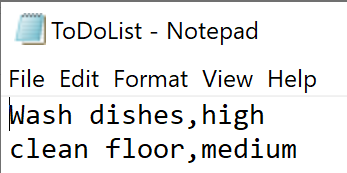 ToDoList - Notepad
File Edit Format View Help
Wash dishes,high
clean floor,medium